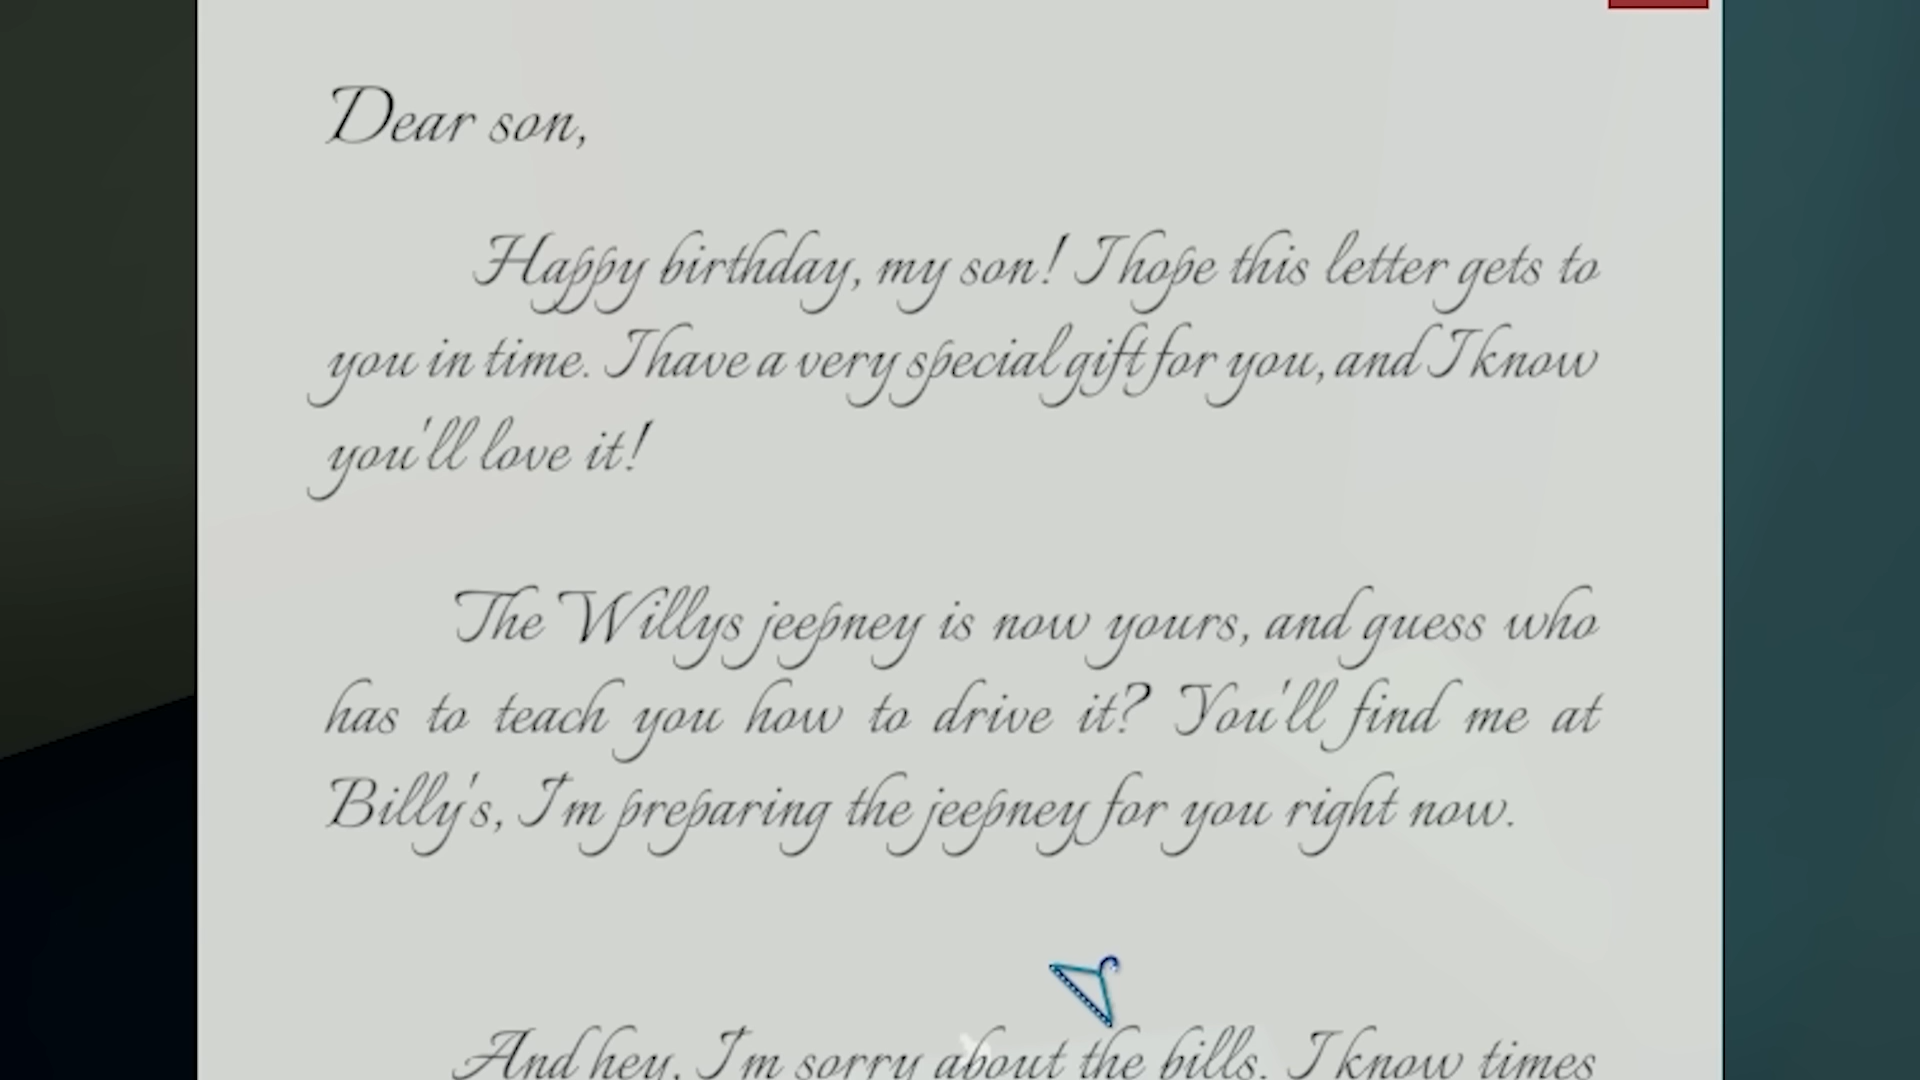 Dear son,
Happy birthday, my son! I hope this letter gets to
you in time. I have a very special gift for you, and I know
you'll love it!
The Willys jeepney is now yours, and guess who
has to teach you how to drive it? You'll find me at
Billy's, I'm preparing the jeepney for you right now.
And hey, I'm sorry about the bills. I know times